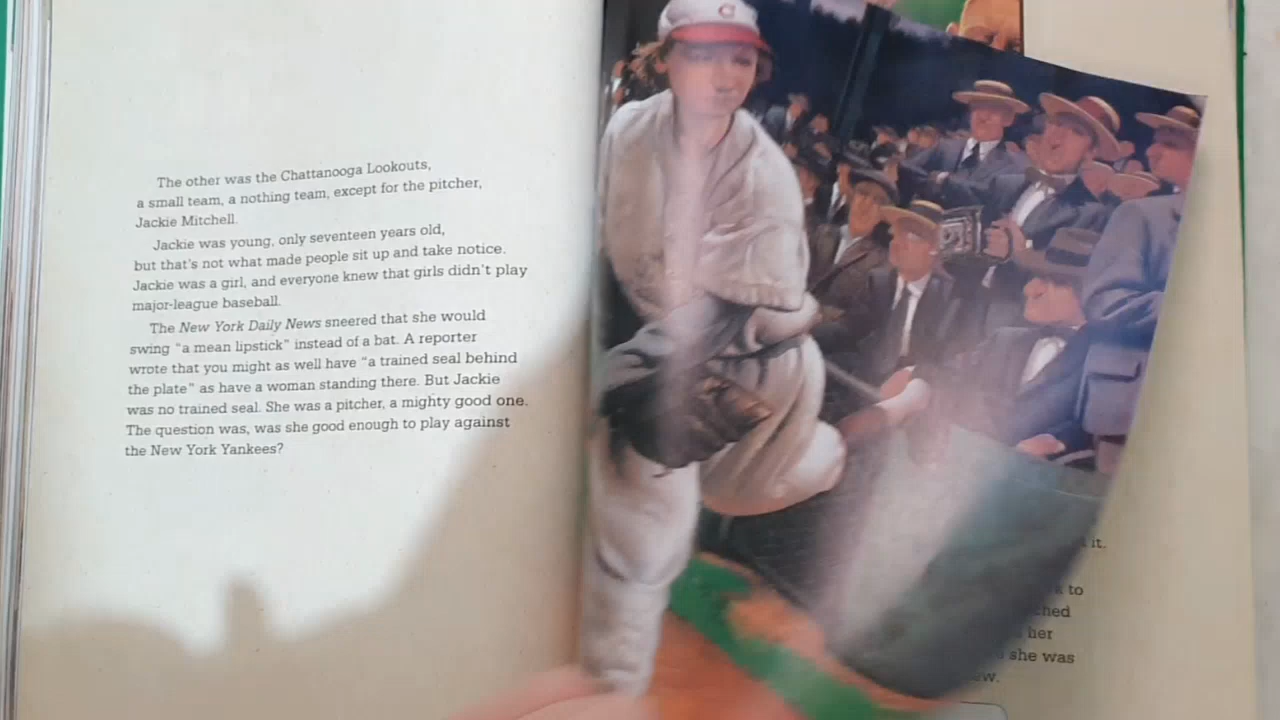 The other was the Chattanooga Lookouts,
a small team, a nothing team, except for the pitcher,
Jackie Mitchell.
Jackie was young, only seventeen years old,
but that's not what made people sit up and take notice.
Jackie was a girl, and everyone knew that girls didn't play
major-league baseball.
The New York Daily News sneered that she would
swing "a mean lipstick" instead of a bat. A reporter
wrote that you might as well have "a trained seal behind
the plate" as have a woman standing there. But Jackie
was no trained seal. She was a pitcher, a mighty good one.
The question was, was she good enough to play against
the New York Yankees?
C
it.
to
her
she was